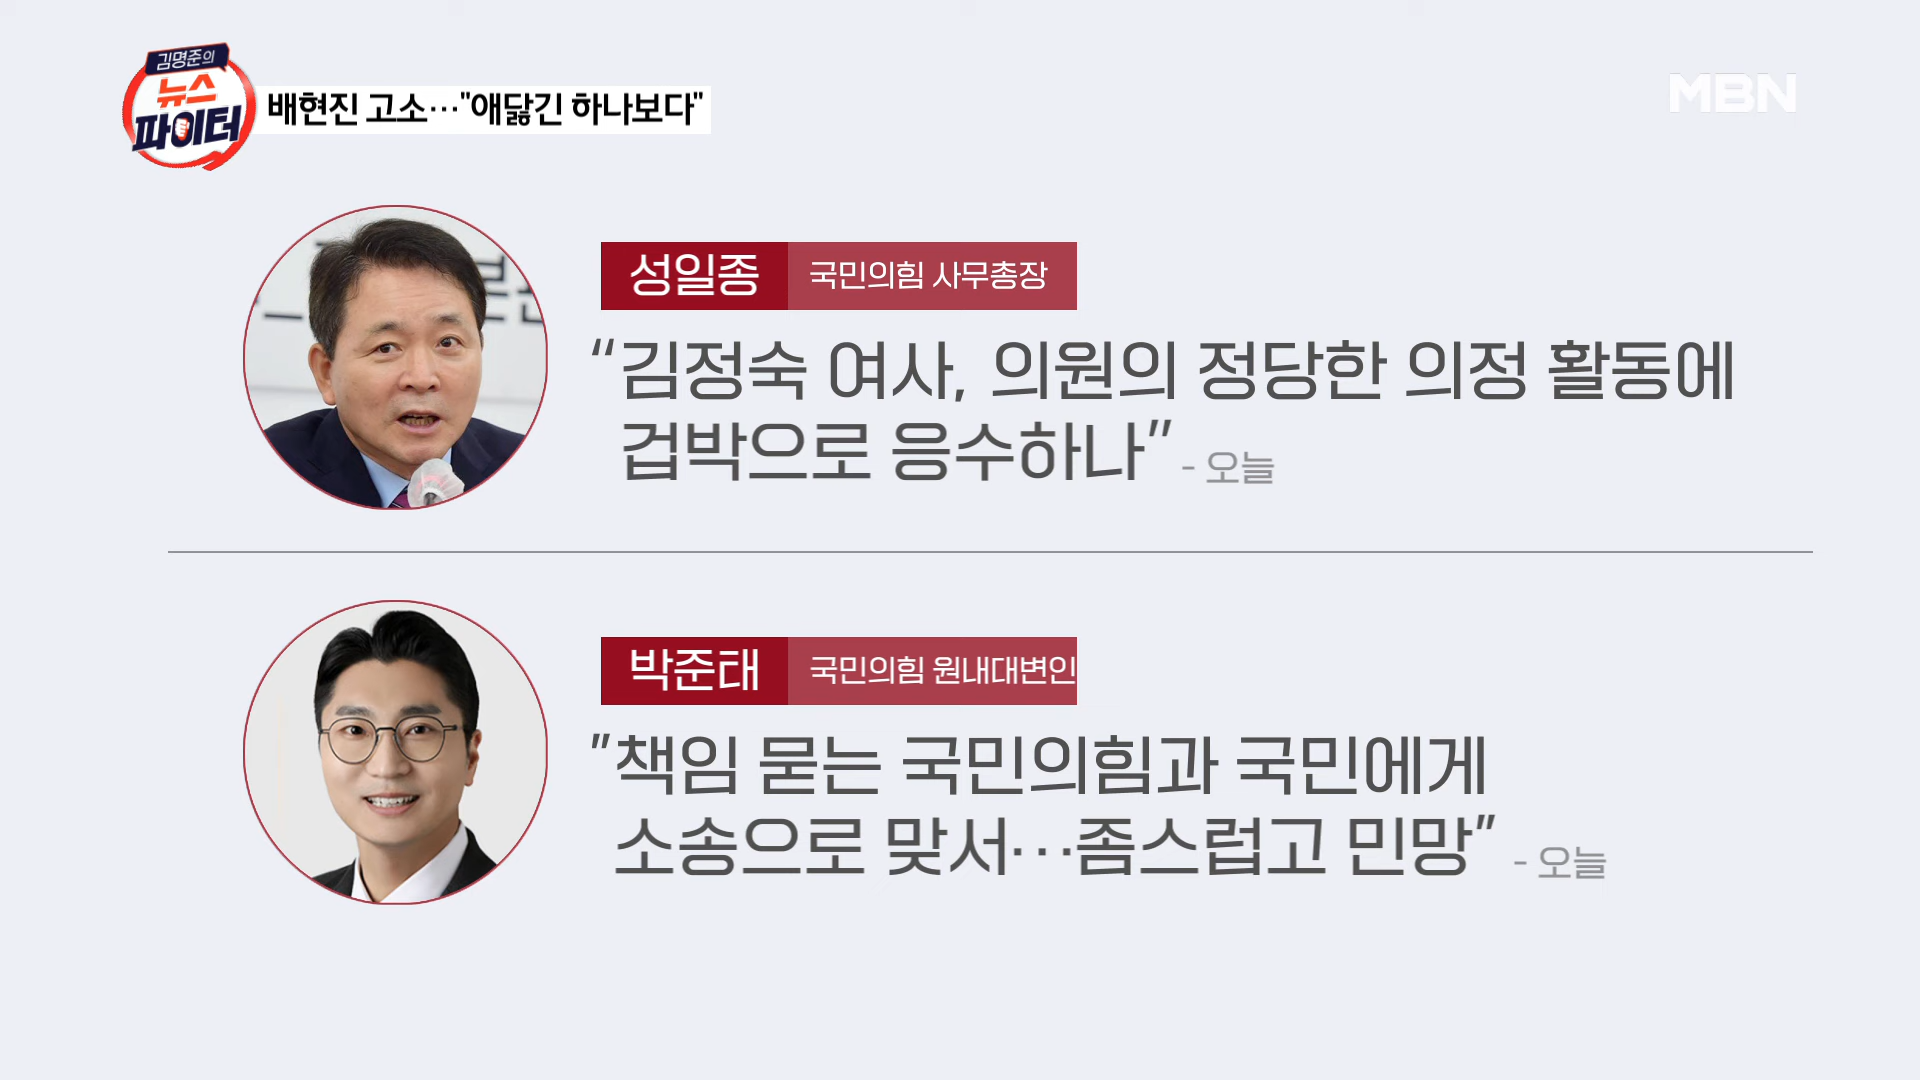 김명준의
뉴스
파이터
배현진 고소…"애닳긴 하나보다"
MBN
성일종 국민의힘 사무총장
“김정숙 여사, 의원의 정당한 의정 활동에
겁박으로 응수하나” - 오늘
박준태 국민의힘 원내대변인
"책임 묻는 국민의힘과 국민에게
소송으로 맞서…좀스럽고 민망" - 오늘